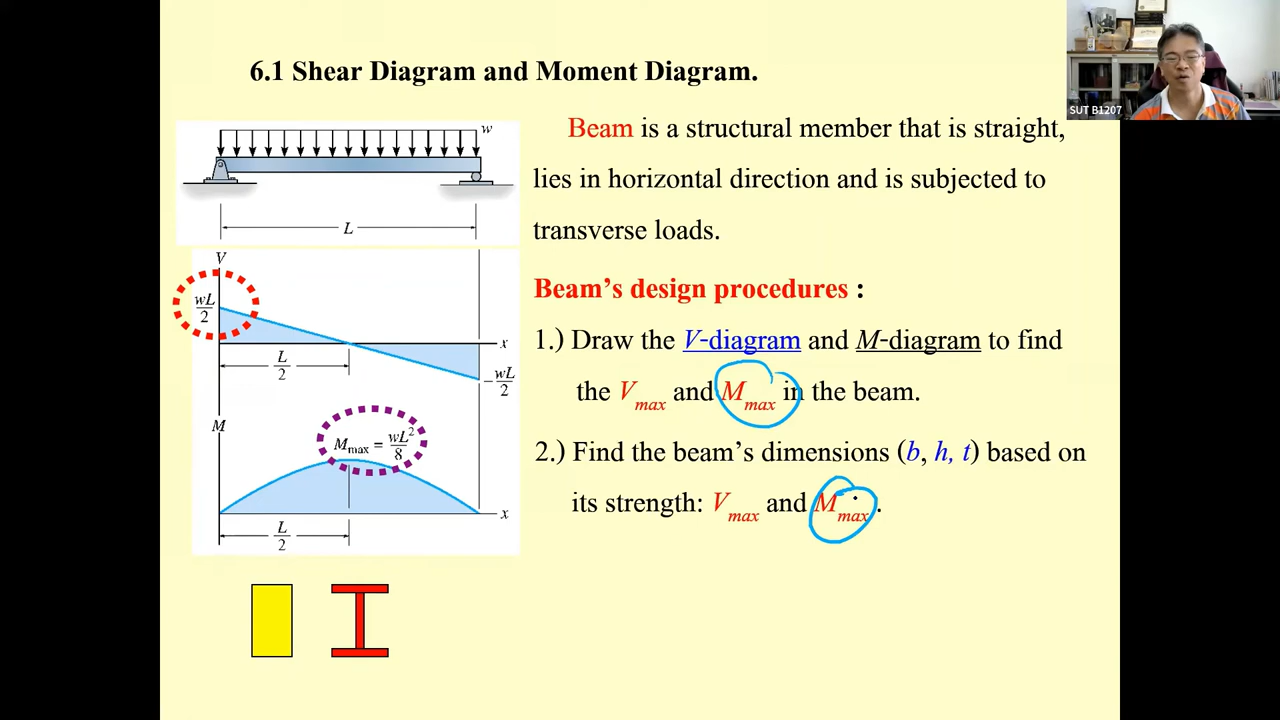 6.1 Shear Diagram and Moment Diagram.
SUT B1207
w
L
V
wL
2
x
L
2
−wL
2
M
Mmax = wL²
8
x
L
2
Beam is a structural member that is straight,
lies in horizontal direction and is subjected to
transverse loads.
Beam’s design procedures :
1.) Draw the V-diagram and M-diagram to find
the Vmax and Mmax in the beam.
2.) Find the beam’s dimensions (b, h, t) based on
its strength: Vmax and Mmax .